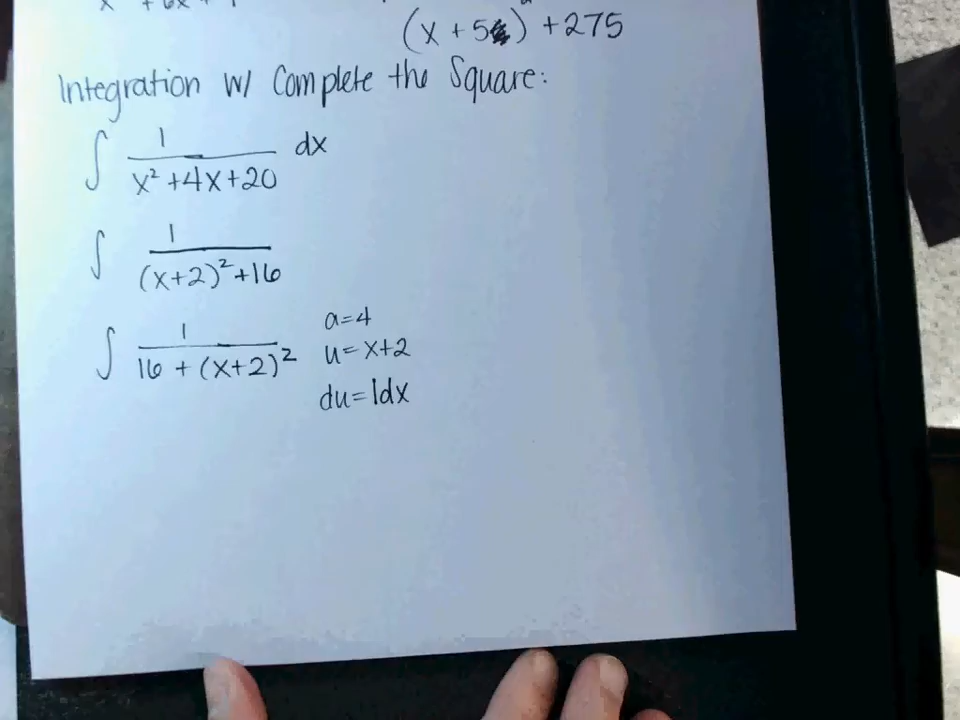 (x + 5) + 275
Integration w/ Complete the Square:
∫ 1/(x² + 4x + 20) dx
∫ 1/((x+2)² + 16)
∫ 1/(16 + (x+2)²)
a = 4
u = x+2
du = 1dx